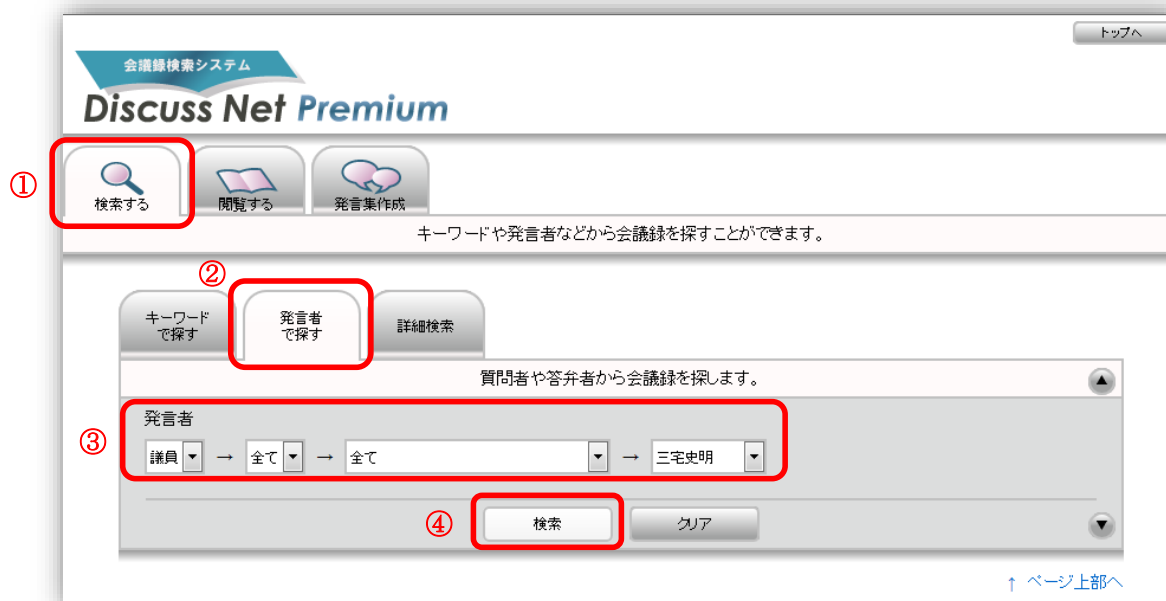 トップへ
会議録検索システム
Discuss Net Premium
①
検索する
閲覧する
発言集作成
キーワードや発言者などから会議録を探すことができます。
②
キーワード
で探す
発言者
で探す
詳細検索
質問者や答弁者から会議録を探します。
③
発言者
議員 → 全て → 全て → 三宅史明
④
検索
クリア
↑ ページ上部へ